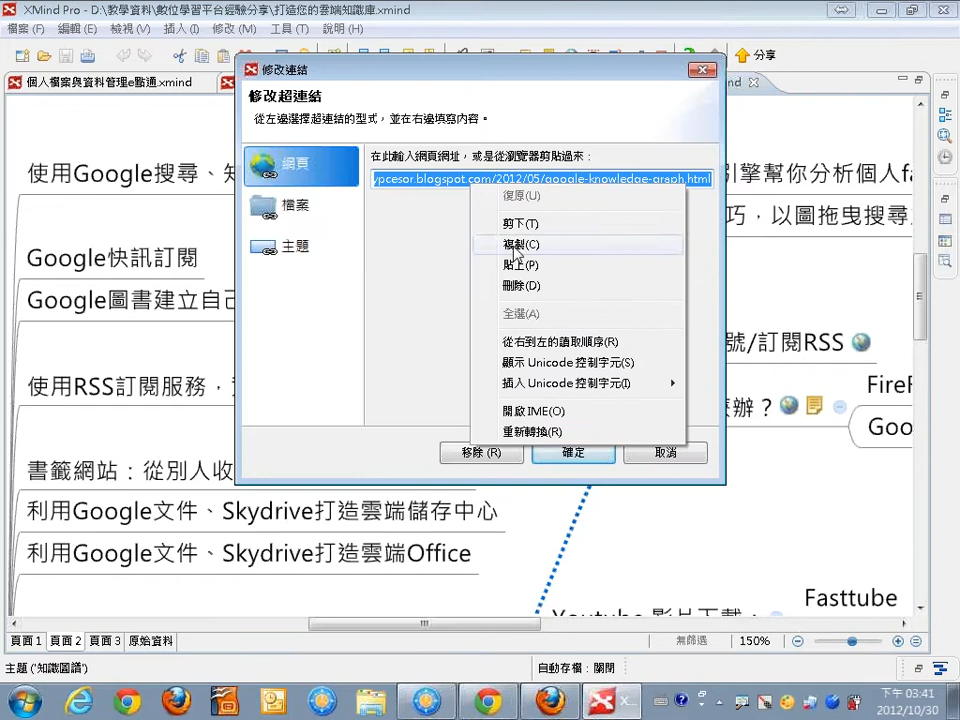 XMind Pro - D:\教學資料\數位學習平台經驗分享\打造您的雲端知識庫.xmind
檔案 (F) 編輯 (E) 檢視 (V) 插入 (I) 修改 (M) 工具 (T) 說明 (H)
分享
個人檔案與資料管理e點通.xmind
修改連結
修改超連結
從左邊選擇超連結的型式，並在右邊填寫內容。
網頁
檔案
主題
在此輸入網頁網址，或是從瀏覽器剪貼過來：
ypcesor.blogspot.com/2012/05/google-knowledge-graph.html
復原(U)
剪下(T)
複製(C)
貼上(P)
刪除(D)
全選(A)
從右到左的讀取順序(R)
顯示 Unicode 控制字元(S)
插入 Unicode 控制字元(I)
開啟 IME(O)
重新轉換(R)
移除 (R) 確定 取消
使用Google搜尋、
引擎幫你分析個人
巧，以圖拖曳搜尋
Google快訊訂閱
Google圖書建立自己
號/訂閱RSS
使用RSS訂閱服務，
麼辦？
FireF
Goo
書籤網站：從別人收
利用Google文件、Skydrive打造雲端儲存中心
利用Google文件、Skydrive打造雲端Office
Fasttube
Youtube 影片下載：
頁面 1 頁面 2 頁面 3 原始資料
無篩選 150%
主題 ('知識圖譜')
自動存檔：關閉
下午 03:41
2012/10/30